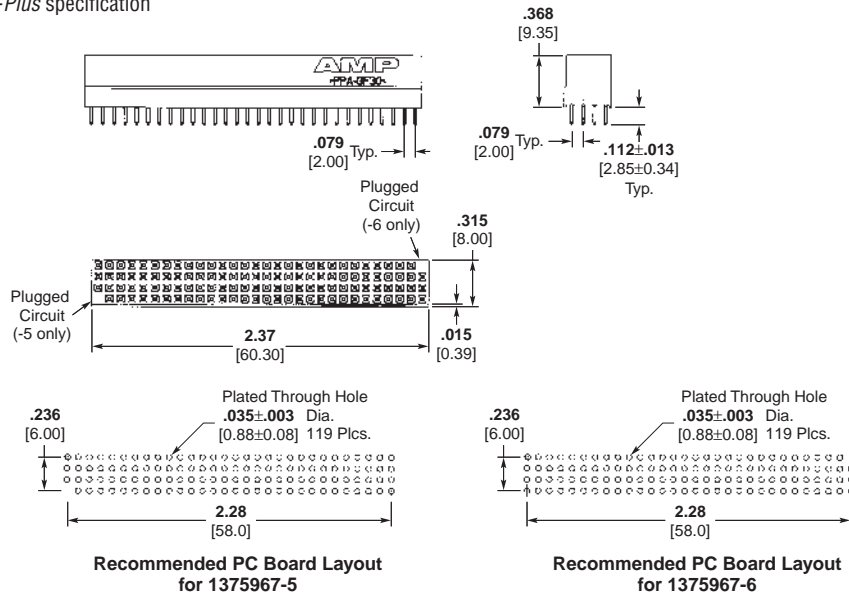 -Plus specification
.368
[9.35]
AMP
.079
[2.00] Typ.
.079
[2.00] Typ.
.112±.013
[2.85±0.34]
Typ.
Plugged
Circuit
(-6 only)
.315
[8.00]
Plugged
Circuit
(-5 only)
2.37
[60.30]
.015
[0.39]
.236
[6.00]
Plated Through Hole
.035±.003 Dia.
[0.88±0.08] 119 Plcs.
2.28
[58.0]
Recommended PC Board Layout
for 1375967-5
.236
[6.00]
Plated Through Hole
.035±.003 Dia.
[0.88±0.08] 119 Plcs.
2.28
[58.0]
Recommended PC Board Layout
for 1375967-6